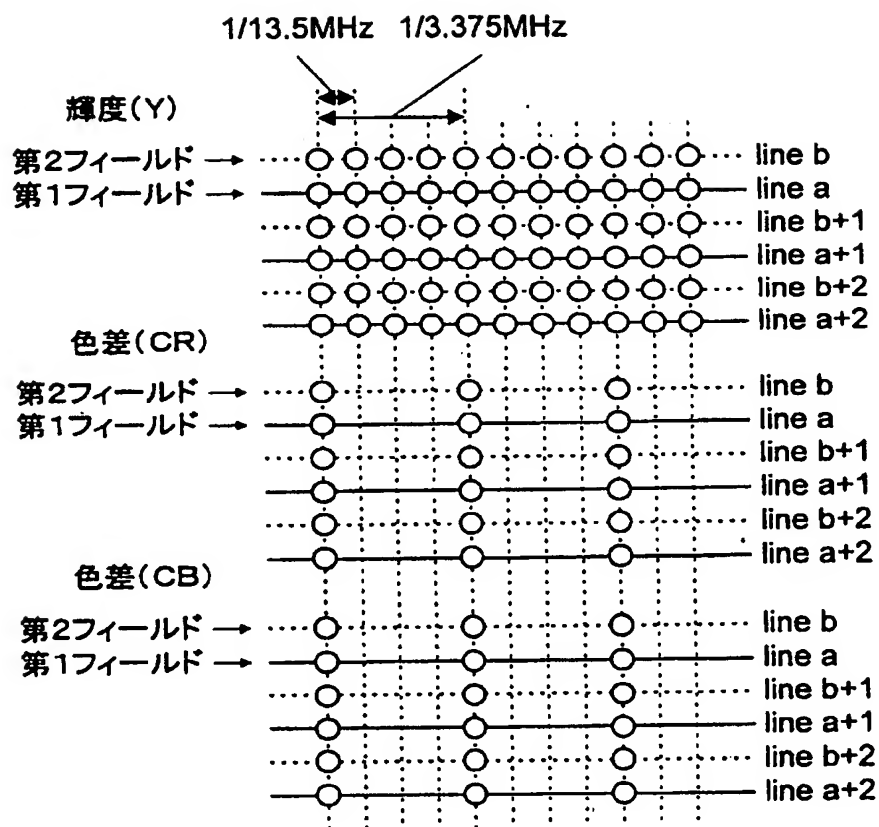 1/13.5MHz 1/3.375MHz
輝度(Y)
第2フィールド→ line b
第1フィールド→ line a
line b+1
line a+1
line b+2
line a+2
色差(CR)
第2フィールド→ line b
第1フィールド→ line a
line b+1
line a+1
line b+2
line a+2
色差(CB)
第2フィールド→ line b
第1フィールド→ line a
line b+1
line a+1
line b+2
line a+2